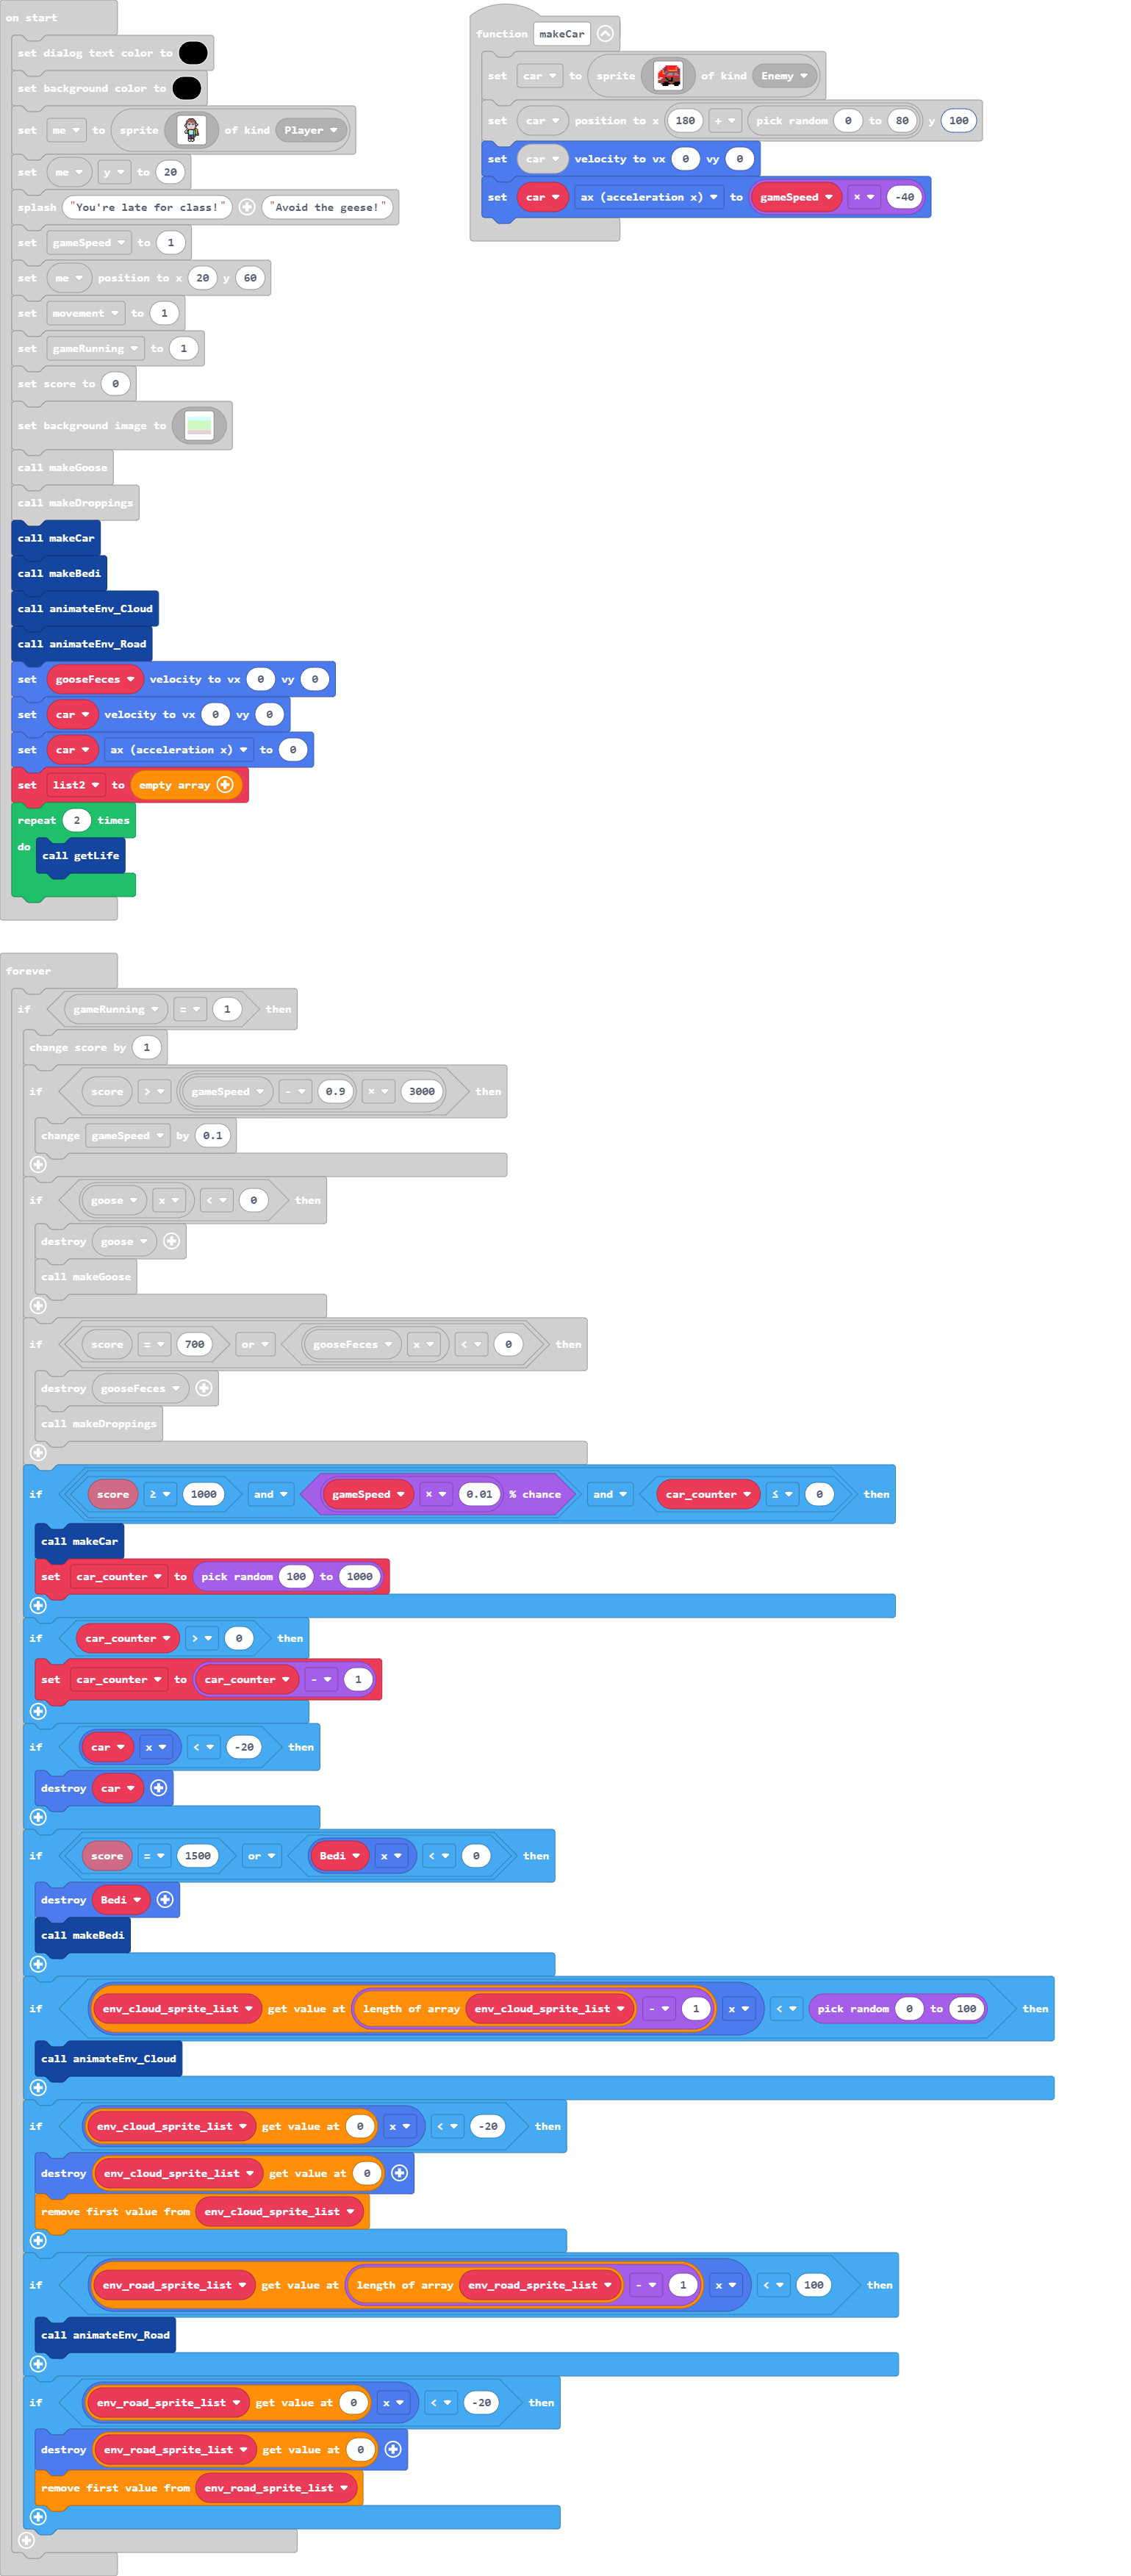 on start
set dialog text color to
set background color to
set me to sprite of kind Player
set me y to 20
splash "You're late for class!" "Avoid the geese!"
set gameSpeed to 1
set me position to x 20 y 60
set movement to 1
set gameRunning to 1
set score to 0
set background image to
call makeGoose
call makeDroppings
call makeCar
call makeBedi
call animateEnv_Cloud
call animateEnv_Road
set gooseFeces velocity to vx 0 vy 0
set car velocity to vx 0 vy 0
set car ax (acceleration x) to 0
set list2 to empty array
repeat 2 times
do call getLife
function makeCar
set car to sprite of kind Enemy
set car position to x 180 + pick random 0 to 80 y 100
set car velocity to vx 0 vy 0
set car ax (acceleration x) to gameSpeed × -40
forever
if gameRunning = 1 then
change score by 1
if score > gameSpeed - 0.9 × 3000 then
change gameSpeed by 0.1
if goose x < 0 then
destroy goose
call makeGoose
if score = 700 or gooseFeces x < 0 then
destroy gooseFeces
call makeDroppings
if score ≥ 1000 and gameSpeed × 0.01 % chance and car_counter ≤ 0 then
call makeCar
set car_counter to pick random 100 to 1000
if car_counter > 0 then
set car_counter to car_counter - 1
if car x < -20 then
destroy car
if score = 1500 or Bedi x < 0 then
destroy Bedi
call makeBedi
if env_cloud_sprite_list get value at length of array env_cloud_sprite_list - 1 x < pick random 0 to 100 then
call animateEnv_Cloud
if env_cloud_sprite_list get value at 0 x < -20 then
destroy env_cloud_sprite_list get value at 0
remove first value from env_cloud_sprite_list
if env_road_sprite_list get value at length of array env_road_sprite_list - 1 x < 100 then
call animateEnv_Road
if env_road_sprite_list get value at 0 x < -20 then
destroy env_road_sprite_list get value at 0
remove first value from env_road_sprite_list